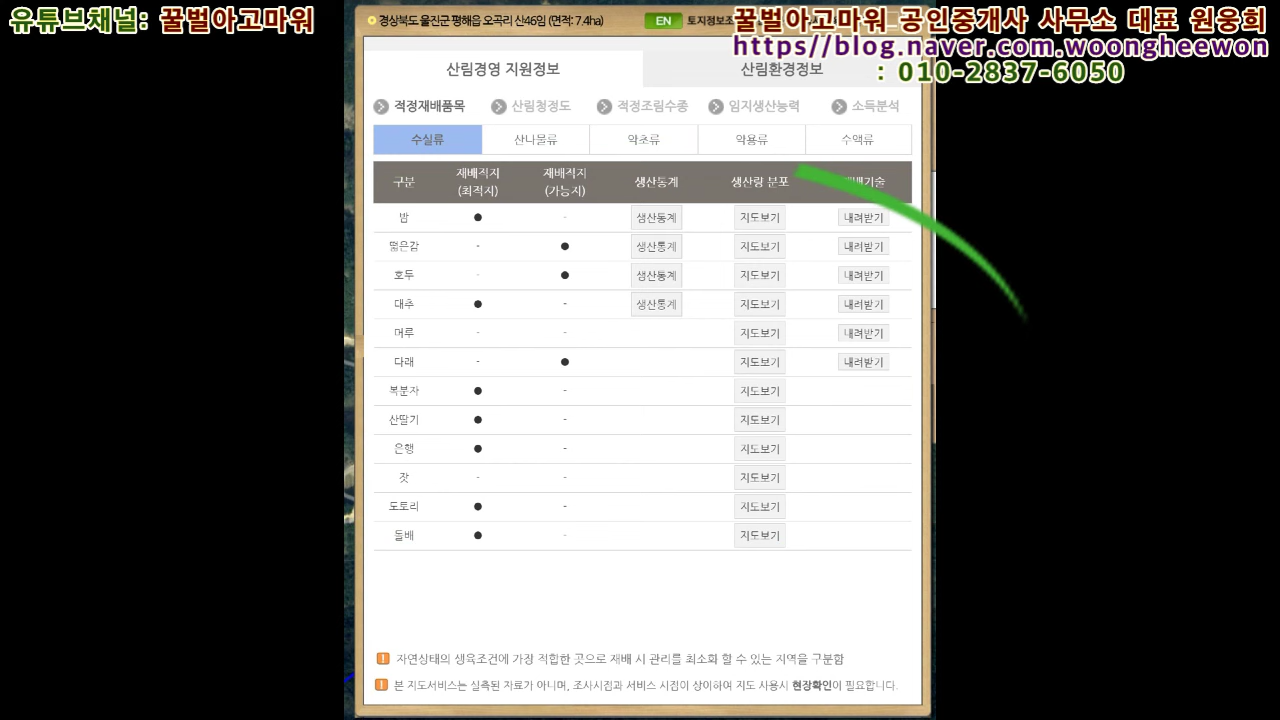 유튜브채널: 꿀벌아고마워
꿀벌아고마워 공인중개사 사무소 대표 원웅희
https//blog.naver.com.woongheewon
: 010-2837-6050
경상북도 울진군 평해읍 오곡리 산46임 (면적: 7.4ha)
EN
토지정보조
산림경영 지원정보
산림환경정보
적정재배품목 산림청정도 적정조림수종 임지생산능력 소득분석
수실류 산나물류 약초류 약용류 수액류
구분 재배적지 (최적지) 재배적지 (가능지) 생산통계 생산량 분포 재배기술
밤 ● - 생산통계 지도보기 내려받기
떫은감 - ● 생산통계 지도보기 내려받기
호두 - ● 생산통계 지도보기 내려받기
대추 ● - 생산통계 지도보기 내려받기
머루 - - 지도보기 내려받기
다래 - ● 지도보기 내려받기
복분자 ● - 지도보기
산딸기 ● - 지도보기
은행 ● - 지도보기
잣 - - 지도보기
도토리 ● - 지도보기
돌배 ● - 지도보기
자연상태의 생육조건에 가장 적합한 곳으로 재배 시 관리를 최소화 할 수 있는 지역을 구분함
본 지도서비스는 실측된 자료가 아니며, 조사시점과 서비스 시점이 상이하여 지도 사용시 현장확인이 필요합니다.